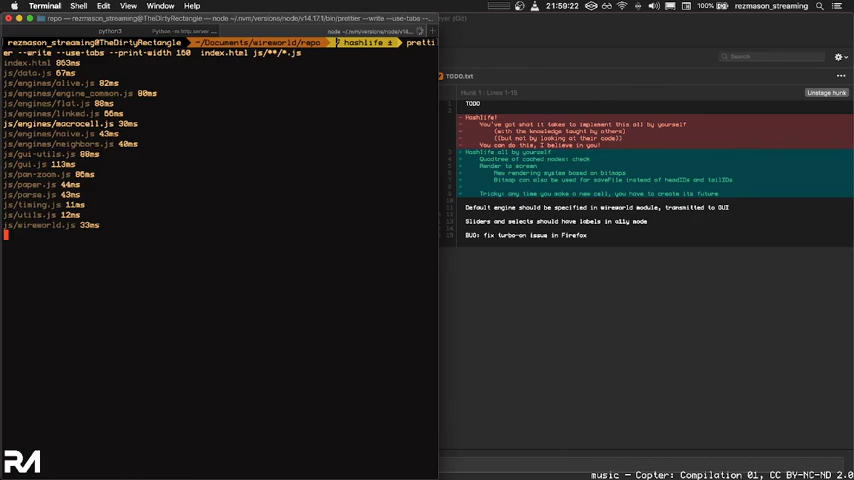 Terminal Shell Edit View Window Help
100% 21:59:22 rezmason_streaming
repo — rezmason_streaming@TheDirtyRectangle — node ~/.nvm/versions/node/v14.17.1/bin/prettier --write --use-tabs --...
python3
Python -m http.server
node ~/.nvm/versions/node/v14...
rezmason_streaming@TheDirtyRectangle ~/Documents/wireworld/repo hashlife ± pretti
er --write --use-tabs --print-width 160 index.html js/**/*.js
index.html 863ms
js/data.js 67ms
js/engines/alive.js 82ms
js/engines/engine_common.js 80ms
js/engines/flat.js 88ms
js/engines/linked.js 56ms
js/engines/macrocell.js 30ms
js/engines/naive.js 43ms
js/engines/neighbors.js 40ms
js/gui-utils.js 88ms
js/gui.js 113ms
js/pan-zoom.js 86ms
js/paper.js 44ms
js/parse.js 43ms
js/timing.js 11ms
js/utils.js 12ms
js/wireworld.js 33ms
(Git)
Search
TODO.txt
Hunk 1 : Lines 1-15
Unstage hunk
TODO
Hashlife!
You've got what it takes to implement this all by yourself
(with the knowledge taught by others)
((but not by looking at their code))
You can do this, I believe in you!
Hashlife all by yourself
Quadtree of cached nodes: check
Render to screen
New rendering system based on bitmaps
Bitmap can also be used for saveFile instead of headIDs and tailIDs
Tricky: any time you make a new cell, you have to create its future
Default engine should be specified in wireworld module, transmitted to GUI
Sliders and selects should have labels in a11y mode
BUG: fix turbo-on issue in Firefox
RM
music — Copter: Compilation 01, CC BY-NC-ND 2.0